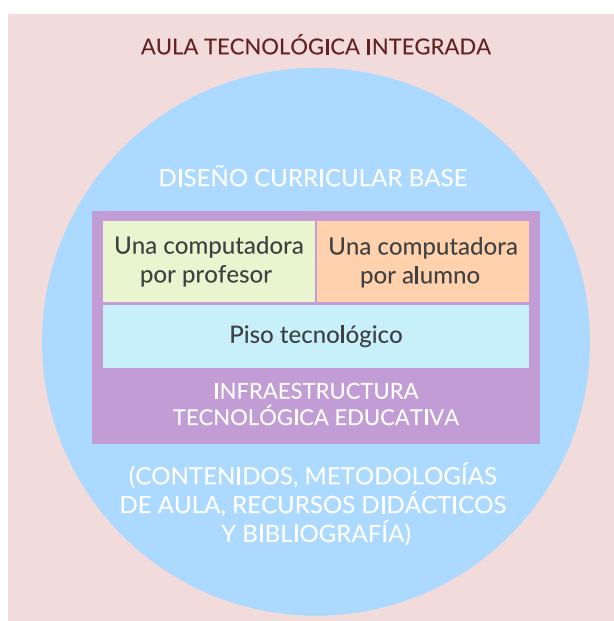 AULA TECNOLÓGICA INTEGRADA
DISEÑO CURRICULAR BASE
Una computadora
por profesor
Una computadora
por alumno
Piso tecnológico
INFRAESTRUCTURA
TECNOLÓGICA EDUCATIVA
(CONTENIDOS, METODOLOGÍAS
DE AULA, RECURSOS DIDÁCTICOS
Y BIBLIOGRAFÍA)